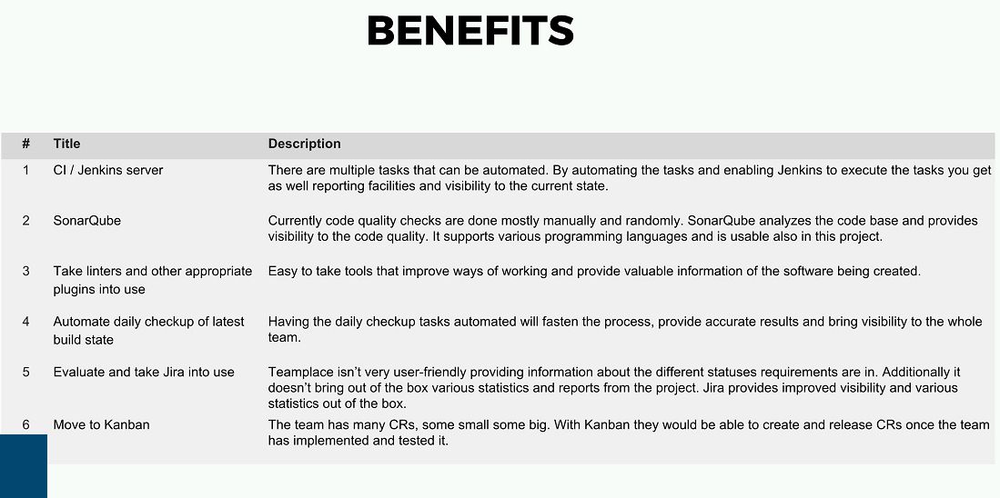 BENEFITS
# Title Description
1 CI / Jenkins server There are multiple tasks that can be automated. By automating the tasks and enabling Jenkins to execute the tasks you get
as well reporting facilities and visibility to the current state.
2 SonarQube Currently code quality checks are done mostly manually and randomly. SonarQube analyzes the code base and provides
visibility to the code quality. It supports various programming languages and is usable also in this project.
3 Take linters and other appropriate Easy to take tools that improve ways of working and provide valuable information of the software being created.
plugins into use
4 Automate daily checkup of latest Having the daily checkup tasks automated will fasten the process, provide accurate results and bring visibility to the whole
build state team.
5 Evaluate and take Jira into use Teamplace isn't very user-friendly providing information about the different statuses requirements are in. Additionally it
doesn't bring out of the box various statistics and reports from the project. Jira provides improved visibility and various
statistics out of the box.
6 Move to Kanban The team has many CRs, some small some big. With Kanban they would be able to create and release CRs once the team
has implemented and tested it.